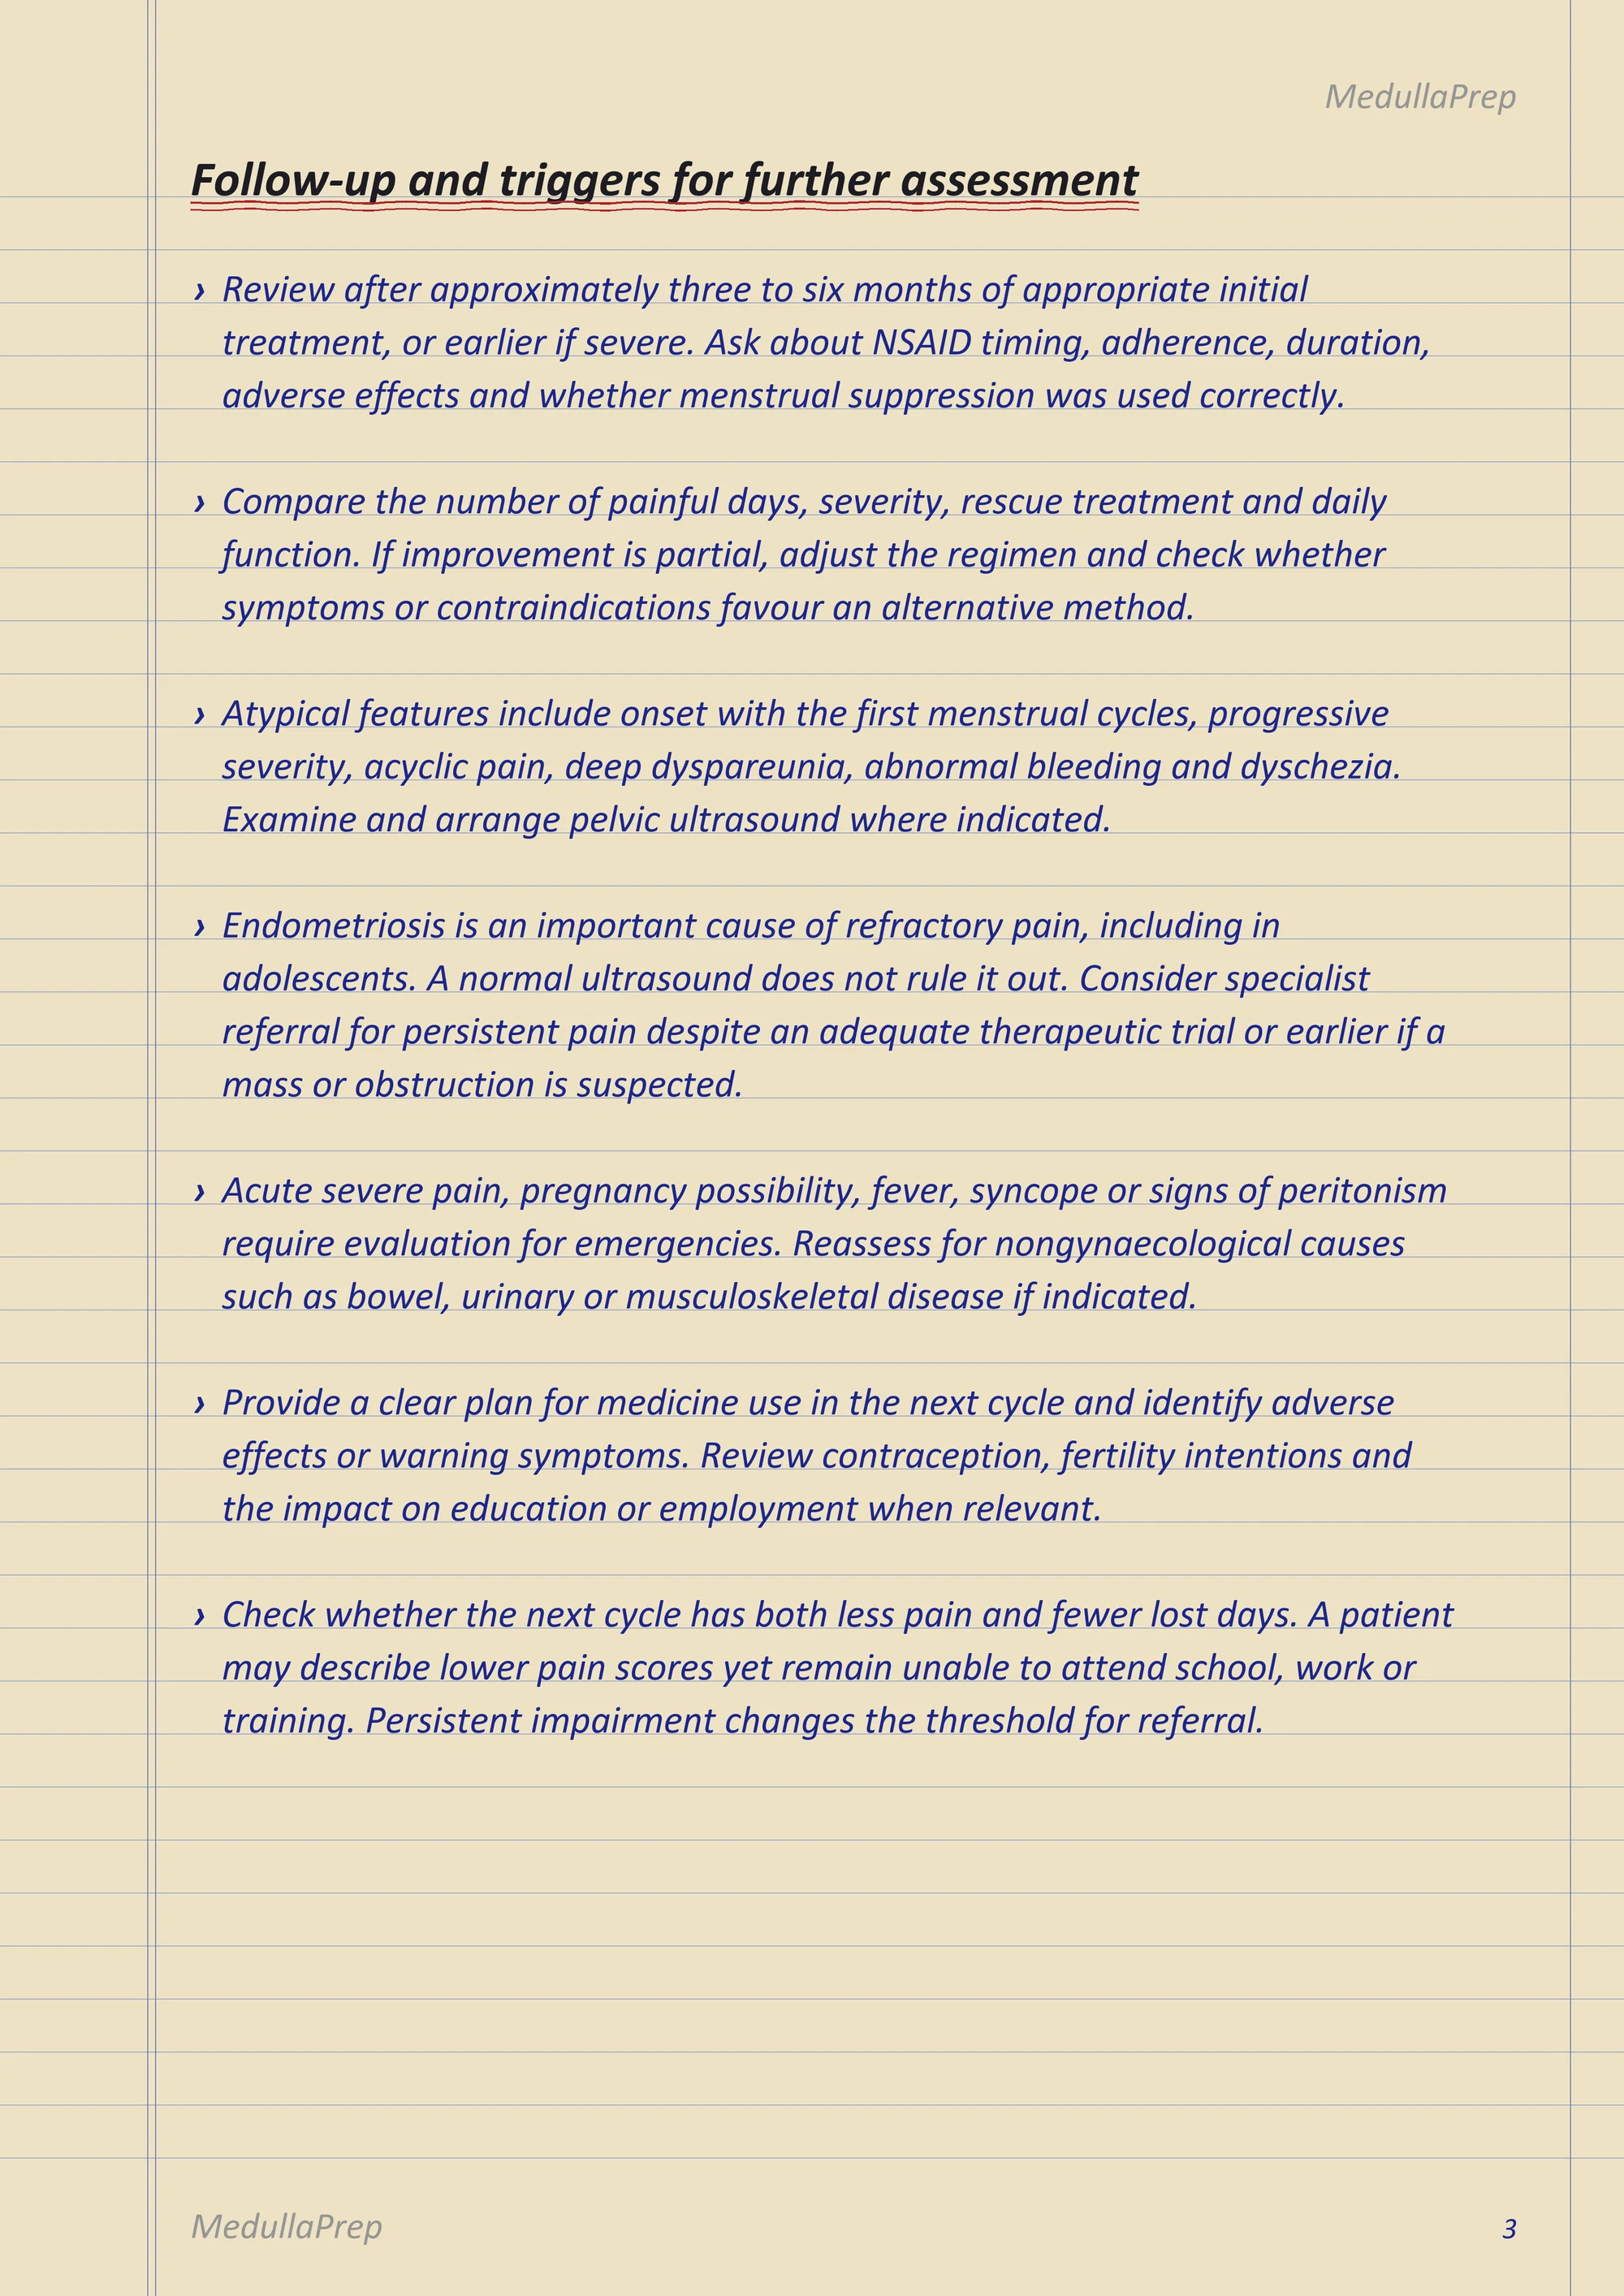 MedullaPrep
Follow-up and triggers for further assessment
› Review after approximately three to six months of appropriate initial
treatment, or earlier if severe. Ask about NSAID timing, adherence, duration,
adverse effects and whether menstrual suppression was used correctly.
› Compare the number of painful days, severity, rescue treatment and daily
function. If improvement is partial, adjust the regimen and check whether
symptoms or contraindications favour an alternative method.
› Atypical features include onset with the first menstrual cycles, progressive
severity, acyclic pain, deep dyspareunia, abnormal bleeding and dyschezia.
Examine and arrange pelvic ultrasound where indicated.
› Endometriosis is an important cause of refractory pain, including in
adolescents. A normal ultrasound does not rule it out. Consider specialist
referral for persistent pain despite an adequate therapeutic trial or earlier if a
mass or obstruction is suspected.
› Acute severe pain, pregnancy possibility, fever, syncope or signs of peritonism
require evaluation for emergencies. Reassess for nongynaecological causes
such as bowel, urinary or musculoskeletal disease if indicated.
› Provide a clear plan for medicine use in the next cycle and identify adverse
effects or warning symptoms. Review contraception, fertility intentions and
the impact on education or employment when relevant.
› Check whether the next cycle has both less pain and fewer lost days. A patient
may describe lower pain scores yet remain unable to attend school, work or
training. Persistent impairment changes the threshold for referral.
MedullaPrep
3